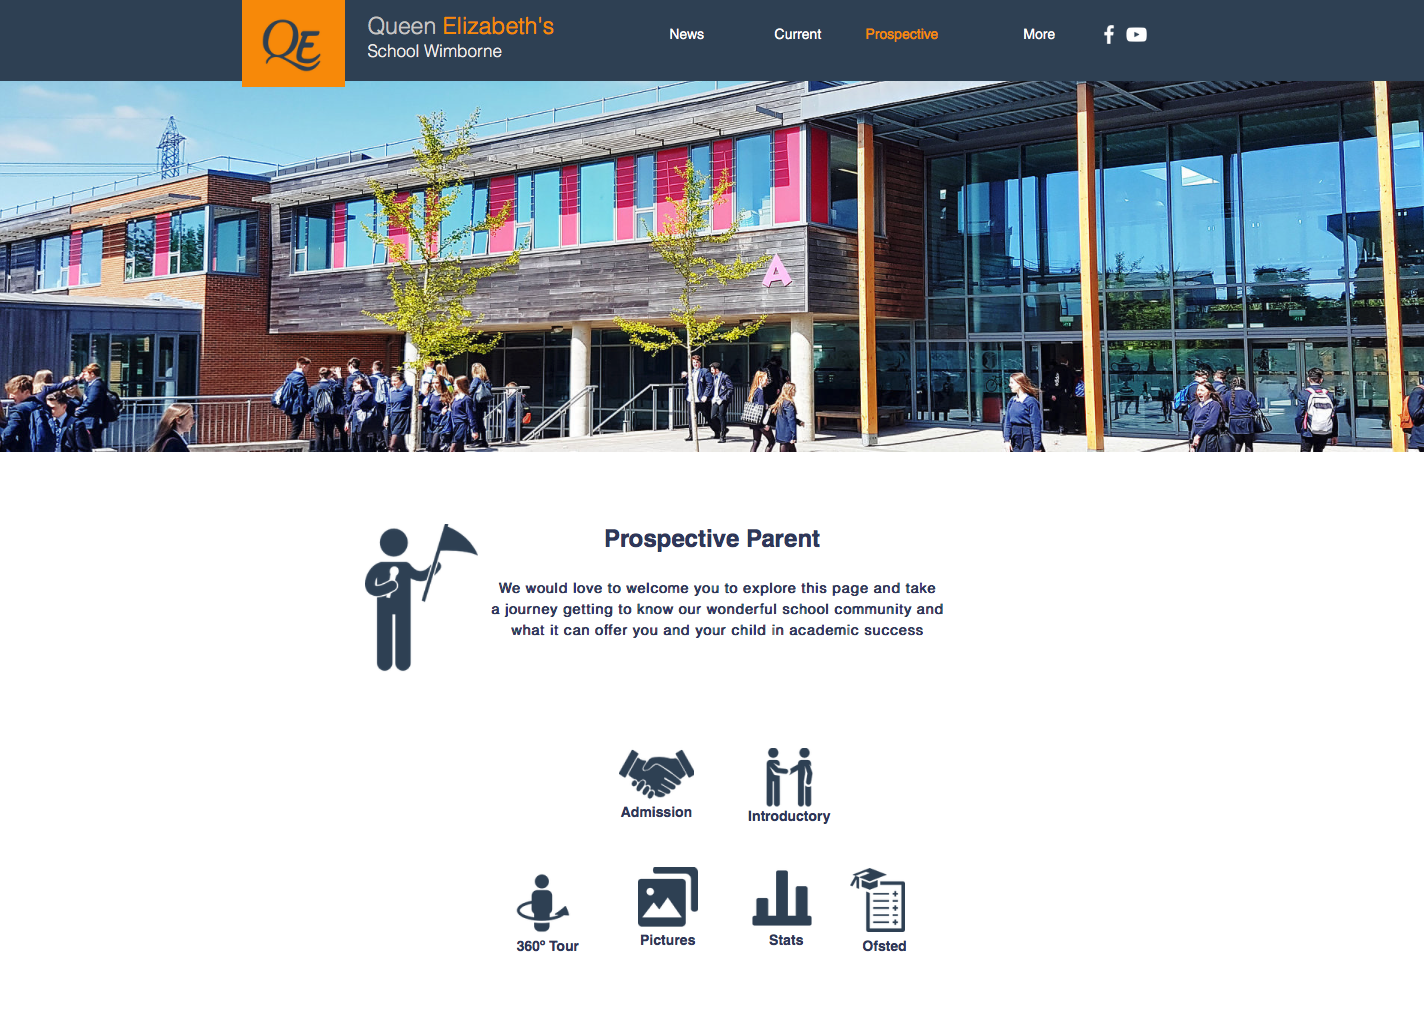 QE
Queen Elizabeth's
School Wimborne
News Current Prospective More
A
Prospective Parent
We would love to welcome you to explore this page and take
a journey getting to know our wonderful school community and
what it can offer you and your child in academic success
Admission Introductory
360º Tour Pictures Stats Ofsted